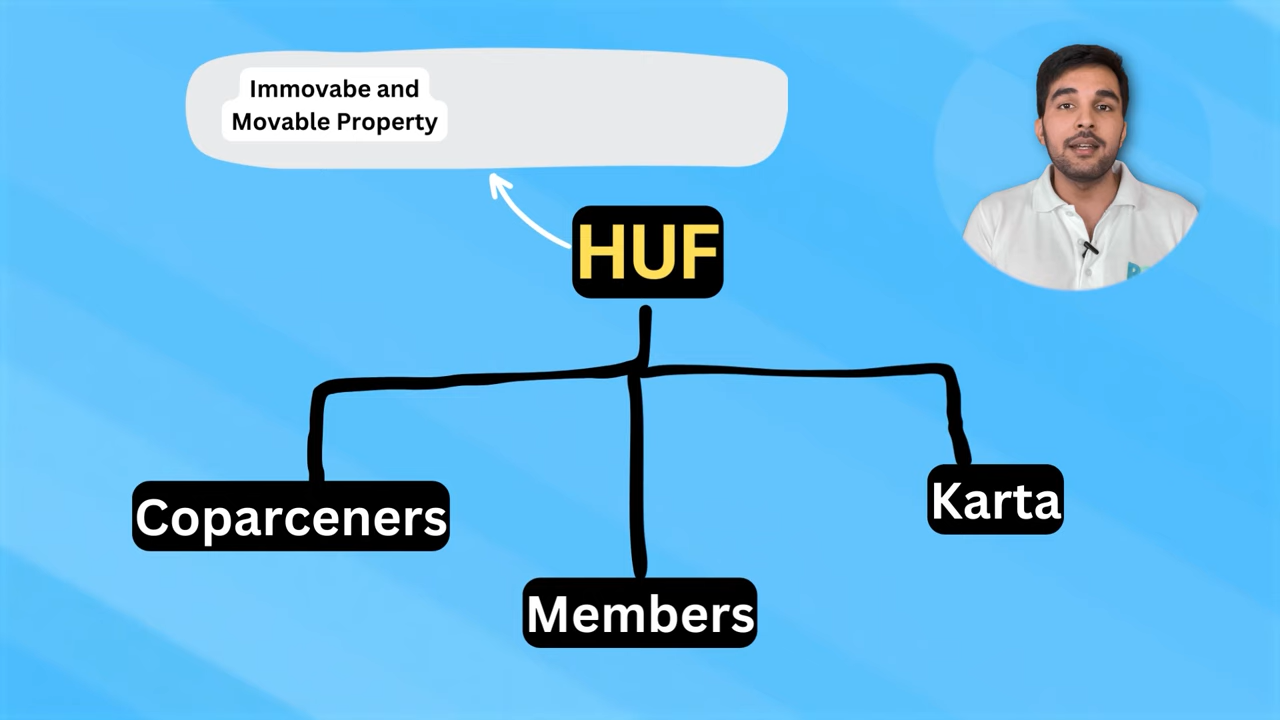 Immovabe and
Movable Property
HUF
Coparceners
Karta
Members